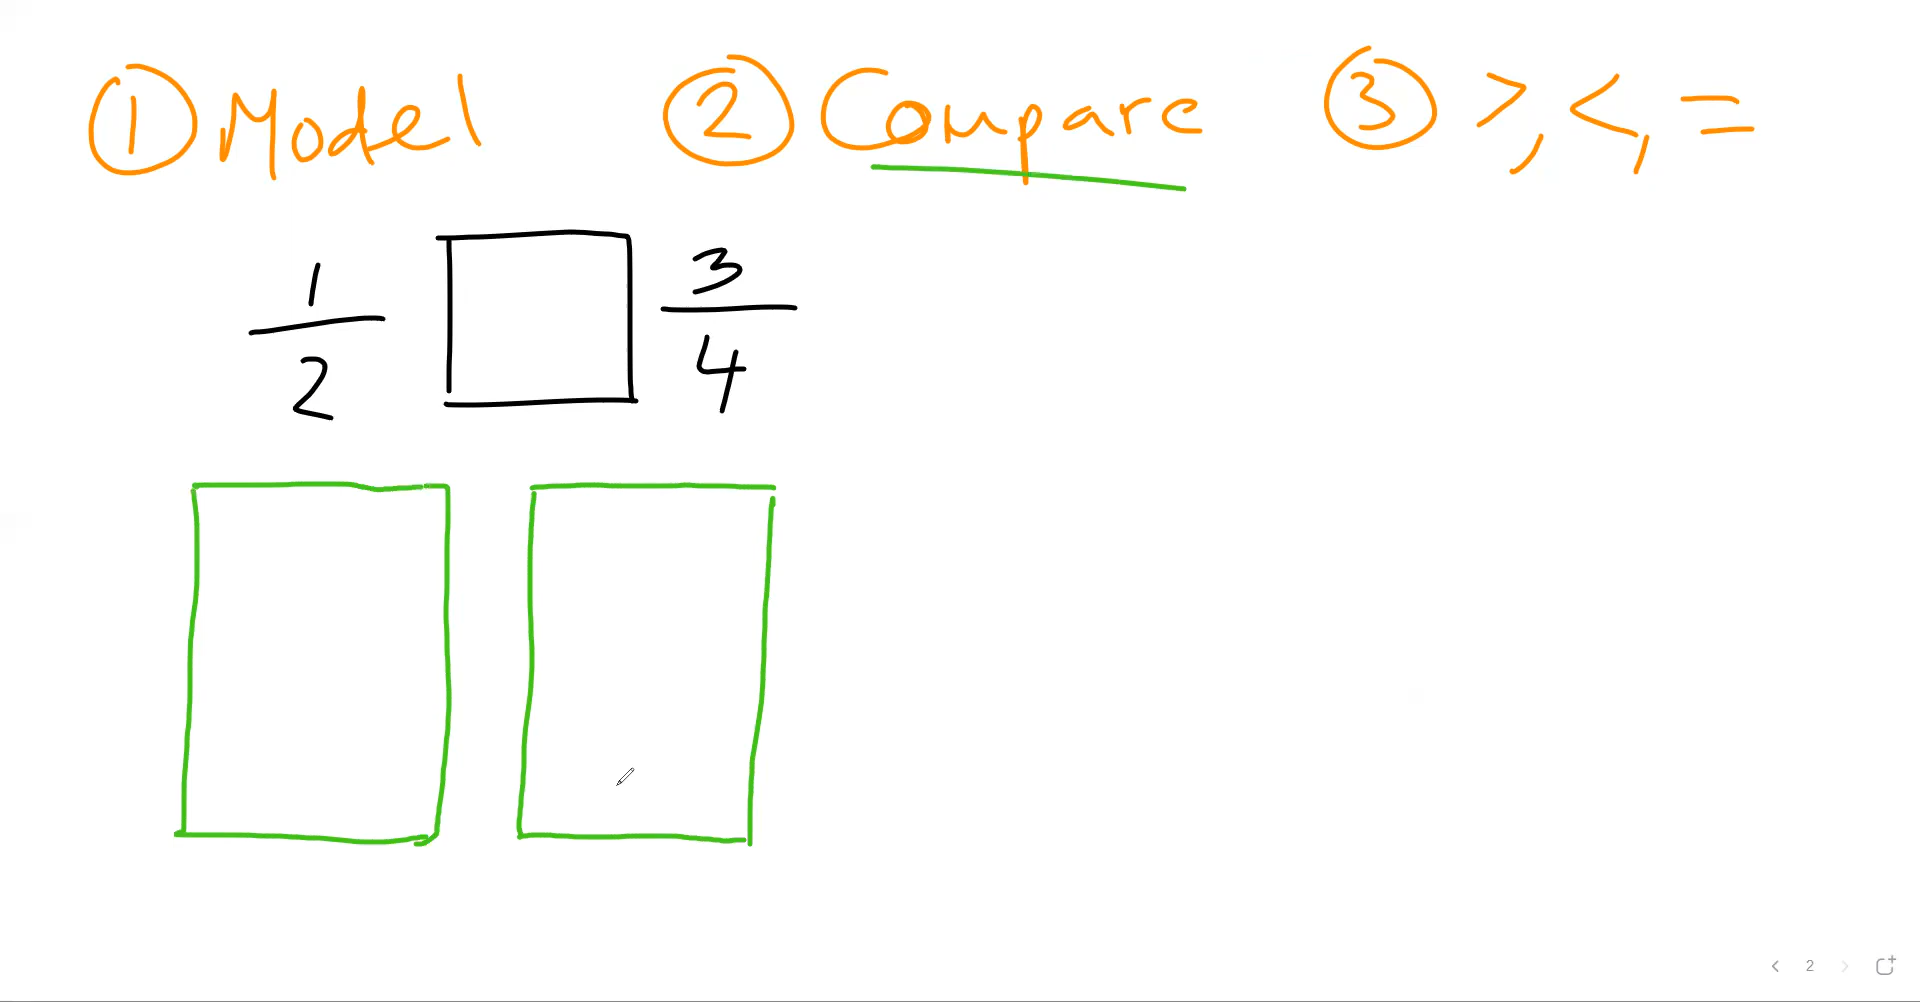 ① Model ② Compare ③ >, <, =
1/2 □ 3/4
2